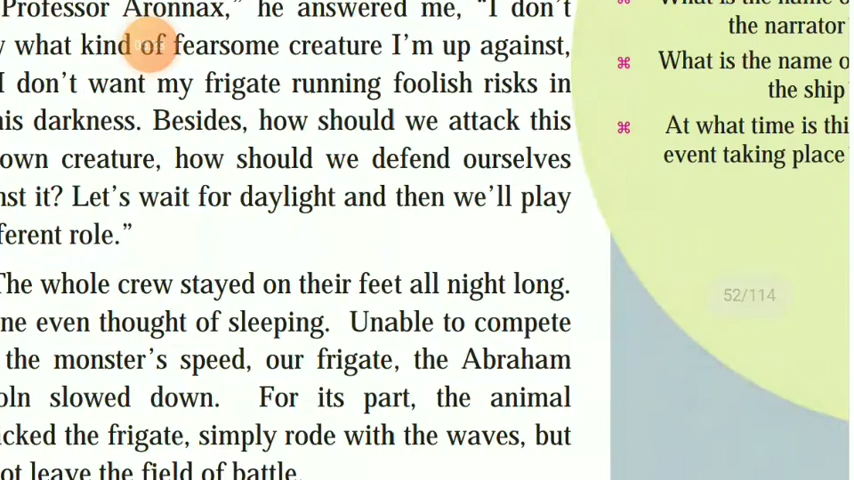 Professor Aronnax,” he answered me, “I don’t
what kind of fearsome creature I’m up against,
I don’t want my frigate running foolish risks in
his darkness. Besides, how should we attack this
own creature, how should we defend ourselves
nst it? Let’s wait for daylight and then we’ll play
ferent role.”
The whole crew stayed on their feet all night long.
ne even thought of sleeping. Unable to compete
the monster’s speed, our frigate, the Abraham
oln slowed down. For its part, the animal
icked the frigate, simply rode with the waves, but
ot leave the field of battle.
What is the name o
the narrator
⌘ What is the name o
the ship
⌘ At what time is thi
event taking place
52/114